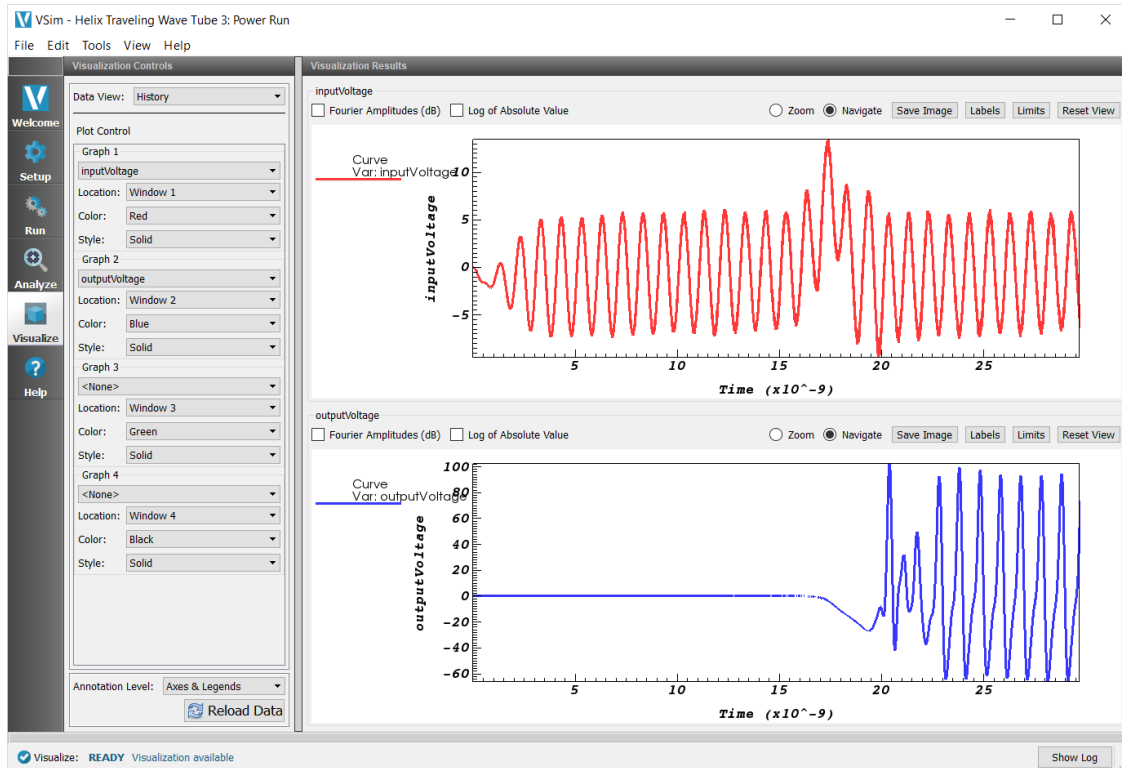 VSim - Helix Traveling Wave Tube 3: Power Run
File Edit Tools View Help
Welcome
Setup
Run
Analyze
Visualize
Help
Visualization Controls
Data View: History
Plot Control
Graph 1
inputVoltage
Location: Window 1
Color: Red
Style: Solid
Graph 2
outputVoltage
Location: Window 2
Color: Blue
Style: Solid
Graph 3
<None>
Location: Window 3
Color: Green
Style: Solid
Graph 4
<None>
Location: Window 4
Color: Black
Style: Solid
Annotation Level: Axes & Legends
Reload Data
Visualization Results
inputVoltage
Fourier Amplitudes (dB) Log of Absolute Value Zoom Navigate Save Image Labels Limits Reset View
Curve
Var: inputVoltage
inputVoltage
10
5
0
-5
5 10 15 20 25
Time (x10^-9)
outputVoltage
Fourier Amplitudes (dB) Log of Absolute Value Zoom Navigate Save Image Labels Limits Reset View
Curve
Var: outputVoltage
outputVoltage
100
80
60
40
20
0
-20
-40
-60
5 10 15 20 25
Time (x10^-9)
Visualize: READY Visualization available
Show Log